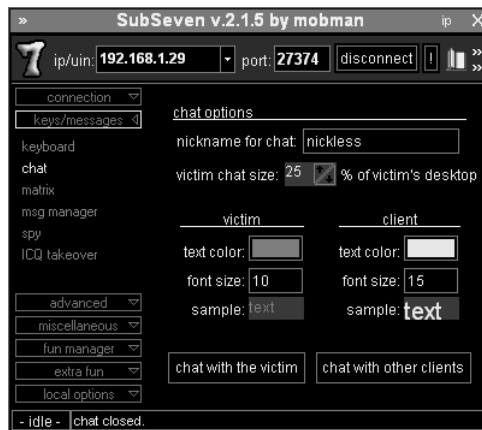 » SubSeven v.2.1.5 by mobman ip X
ip/uin: 192.168.1.29 port: 27374 disconnect ! »
connection
keys/messages
keyboard
chat
matrix
msg manager
spy
ICQ takeover
advanced
miscellaneous
fun manager
extra fun
local options
chat options
nickname for chat: nickless
victim chat size: 25 % of victim's desktop
victim client
text color: text color:
font size: 10 font size: 15
sample: text sample: text
chat with the victim chat with other clients
- idle - chat closed.